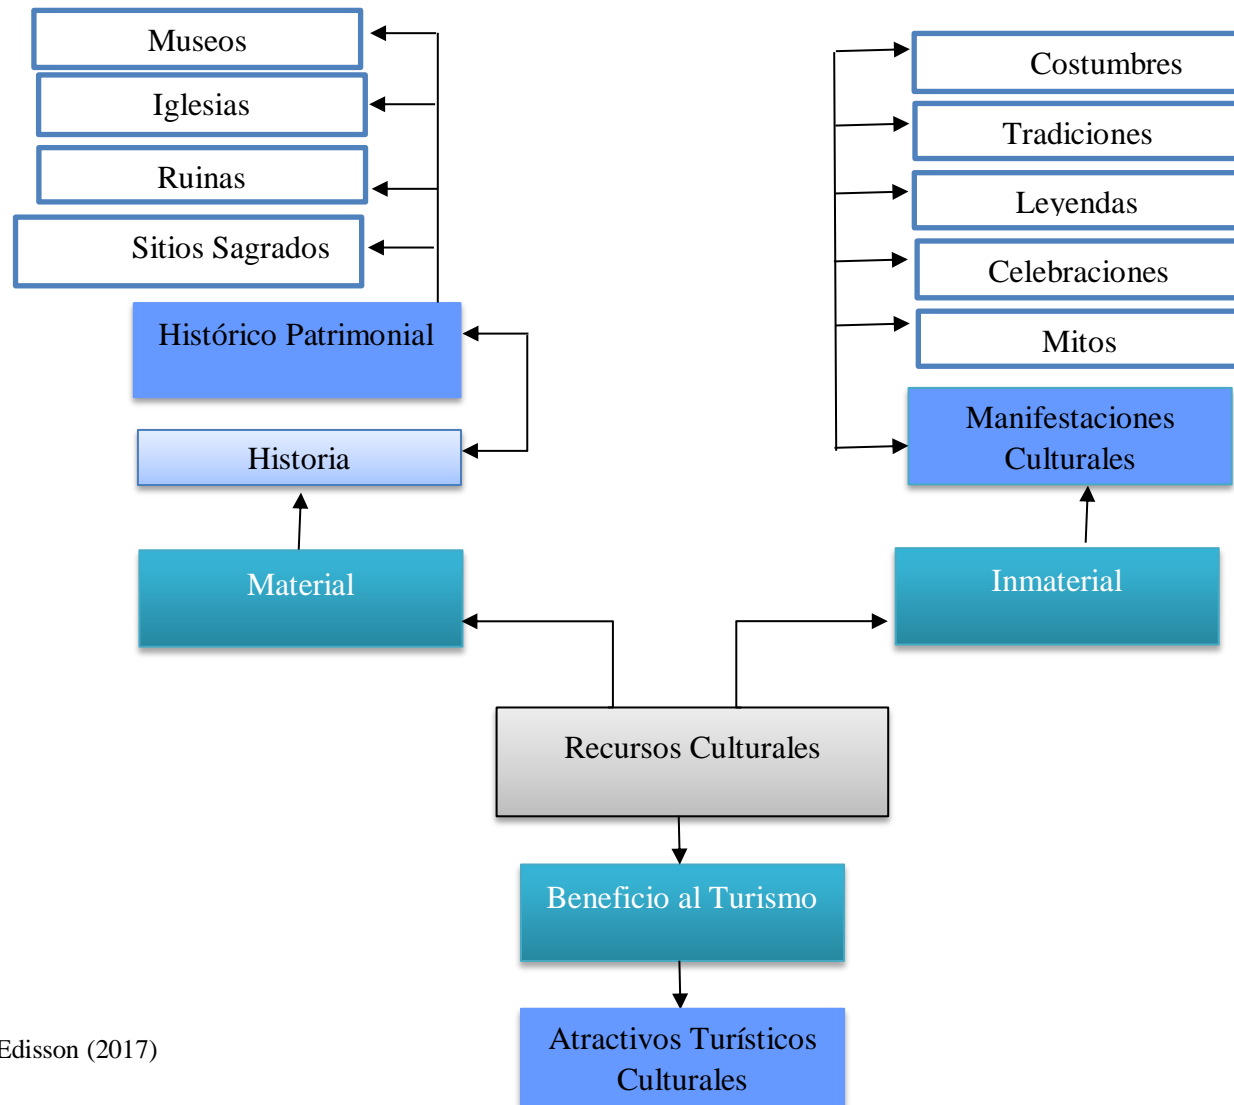 Museos
Iglesias
Ruinas
Sitios Sagrados
Histórico Patrimonial
Historia
Material
Costumbres
Tradiciones
Leyendas
Celebraciones
Mitos
Manifestaciones
Culturales
Inmaterial
Recursos Culturales
Beneficio al Turismo
Atractivos Turísticos
Culturales
Edisson (2017)